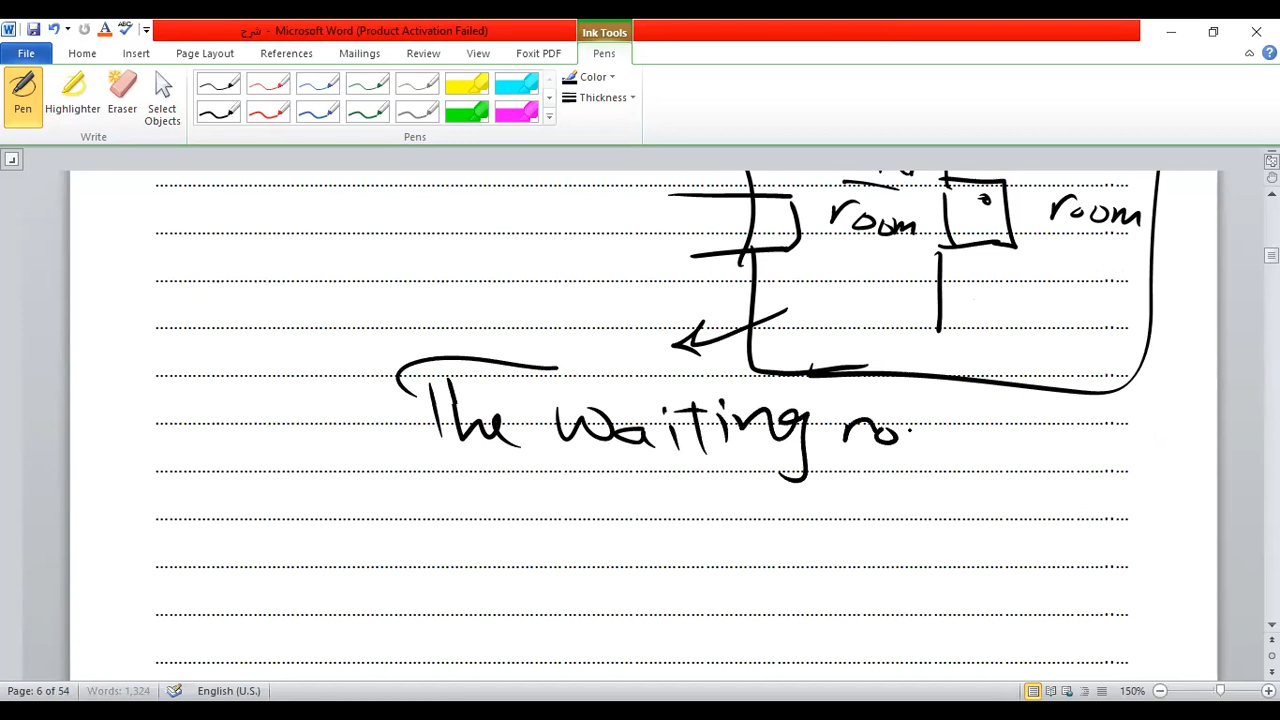 شرح - Microsoft Word (Product Activation Failed)
Ink Tools
File Home Insert Page Layout References Mailings Review View Foxit PDF Pens
Pen Highlighter Eraser Select Objects
Color
Thickness
Write Pens
room room
The waiting ro
Page: 6 of 54 Words: 1,324 English (U.S.) 150%